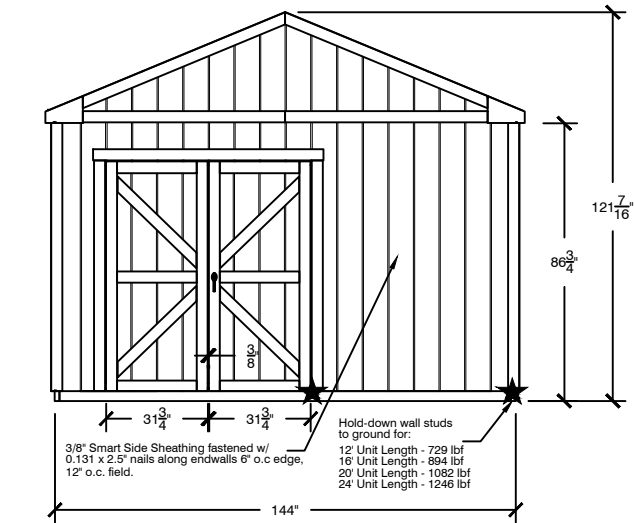 121 7/16"
86 3/4"
3/8"
31 3/4" 31 3/4"
3/8" Smart Side Sheathing fastened w/
0.131 x 2.5" nails along endwalls 6" o.c edge,
12" o.c. field.
Hold-down wall studs
to ground for:
12' Unit Length - 729 lbf
16' Unit Length - 894 lbf
20' Unit Length - 1082 lbf
24' Unit Length - 1246 lbf
144"